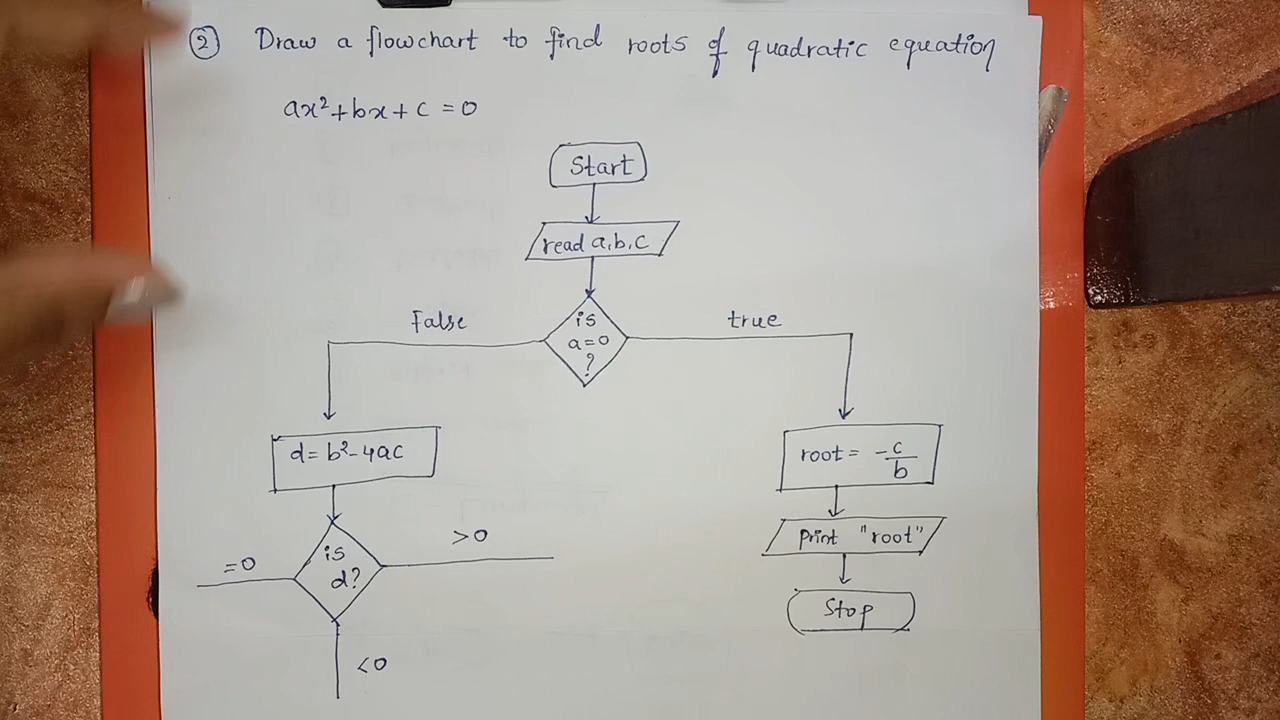 ② Draw a flowchart to find roots of quadratic equation
ax²+bx+c=0
Start
read a,b,c
False
is
a=0
?
true
d=b²-4ac
root= -c/b
=0
is
d?
>0
<0
Print "root"
Stop